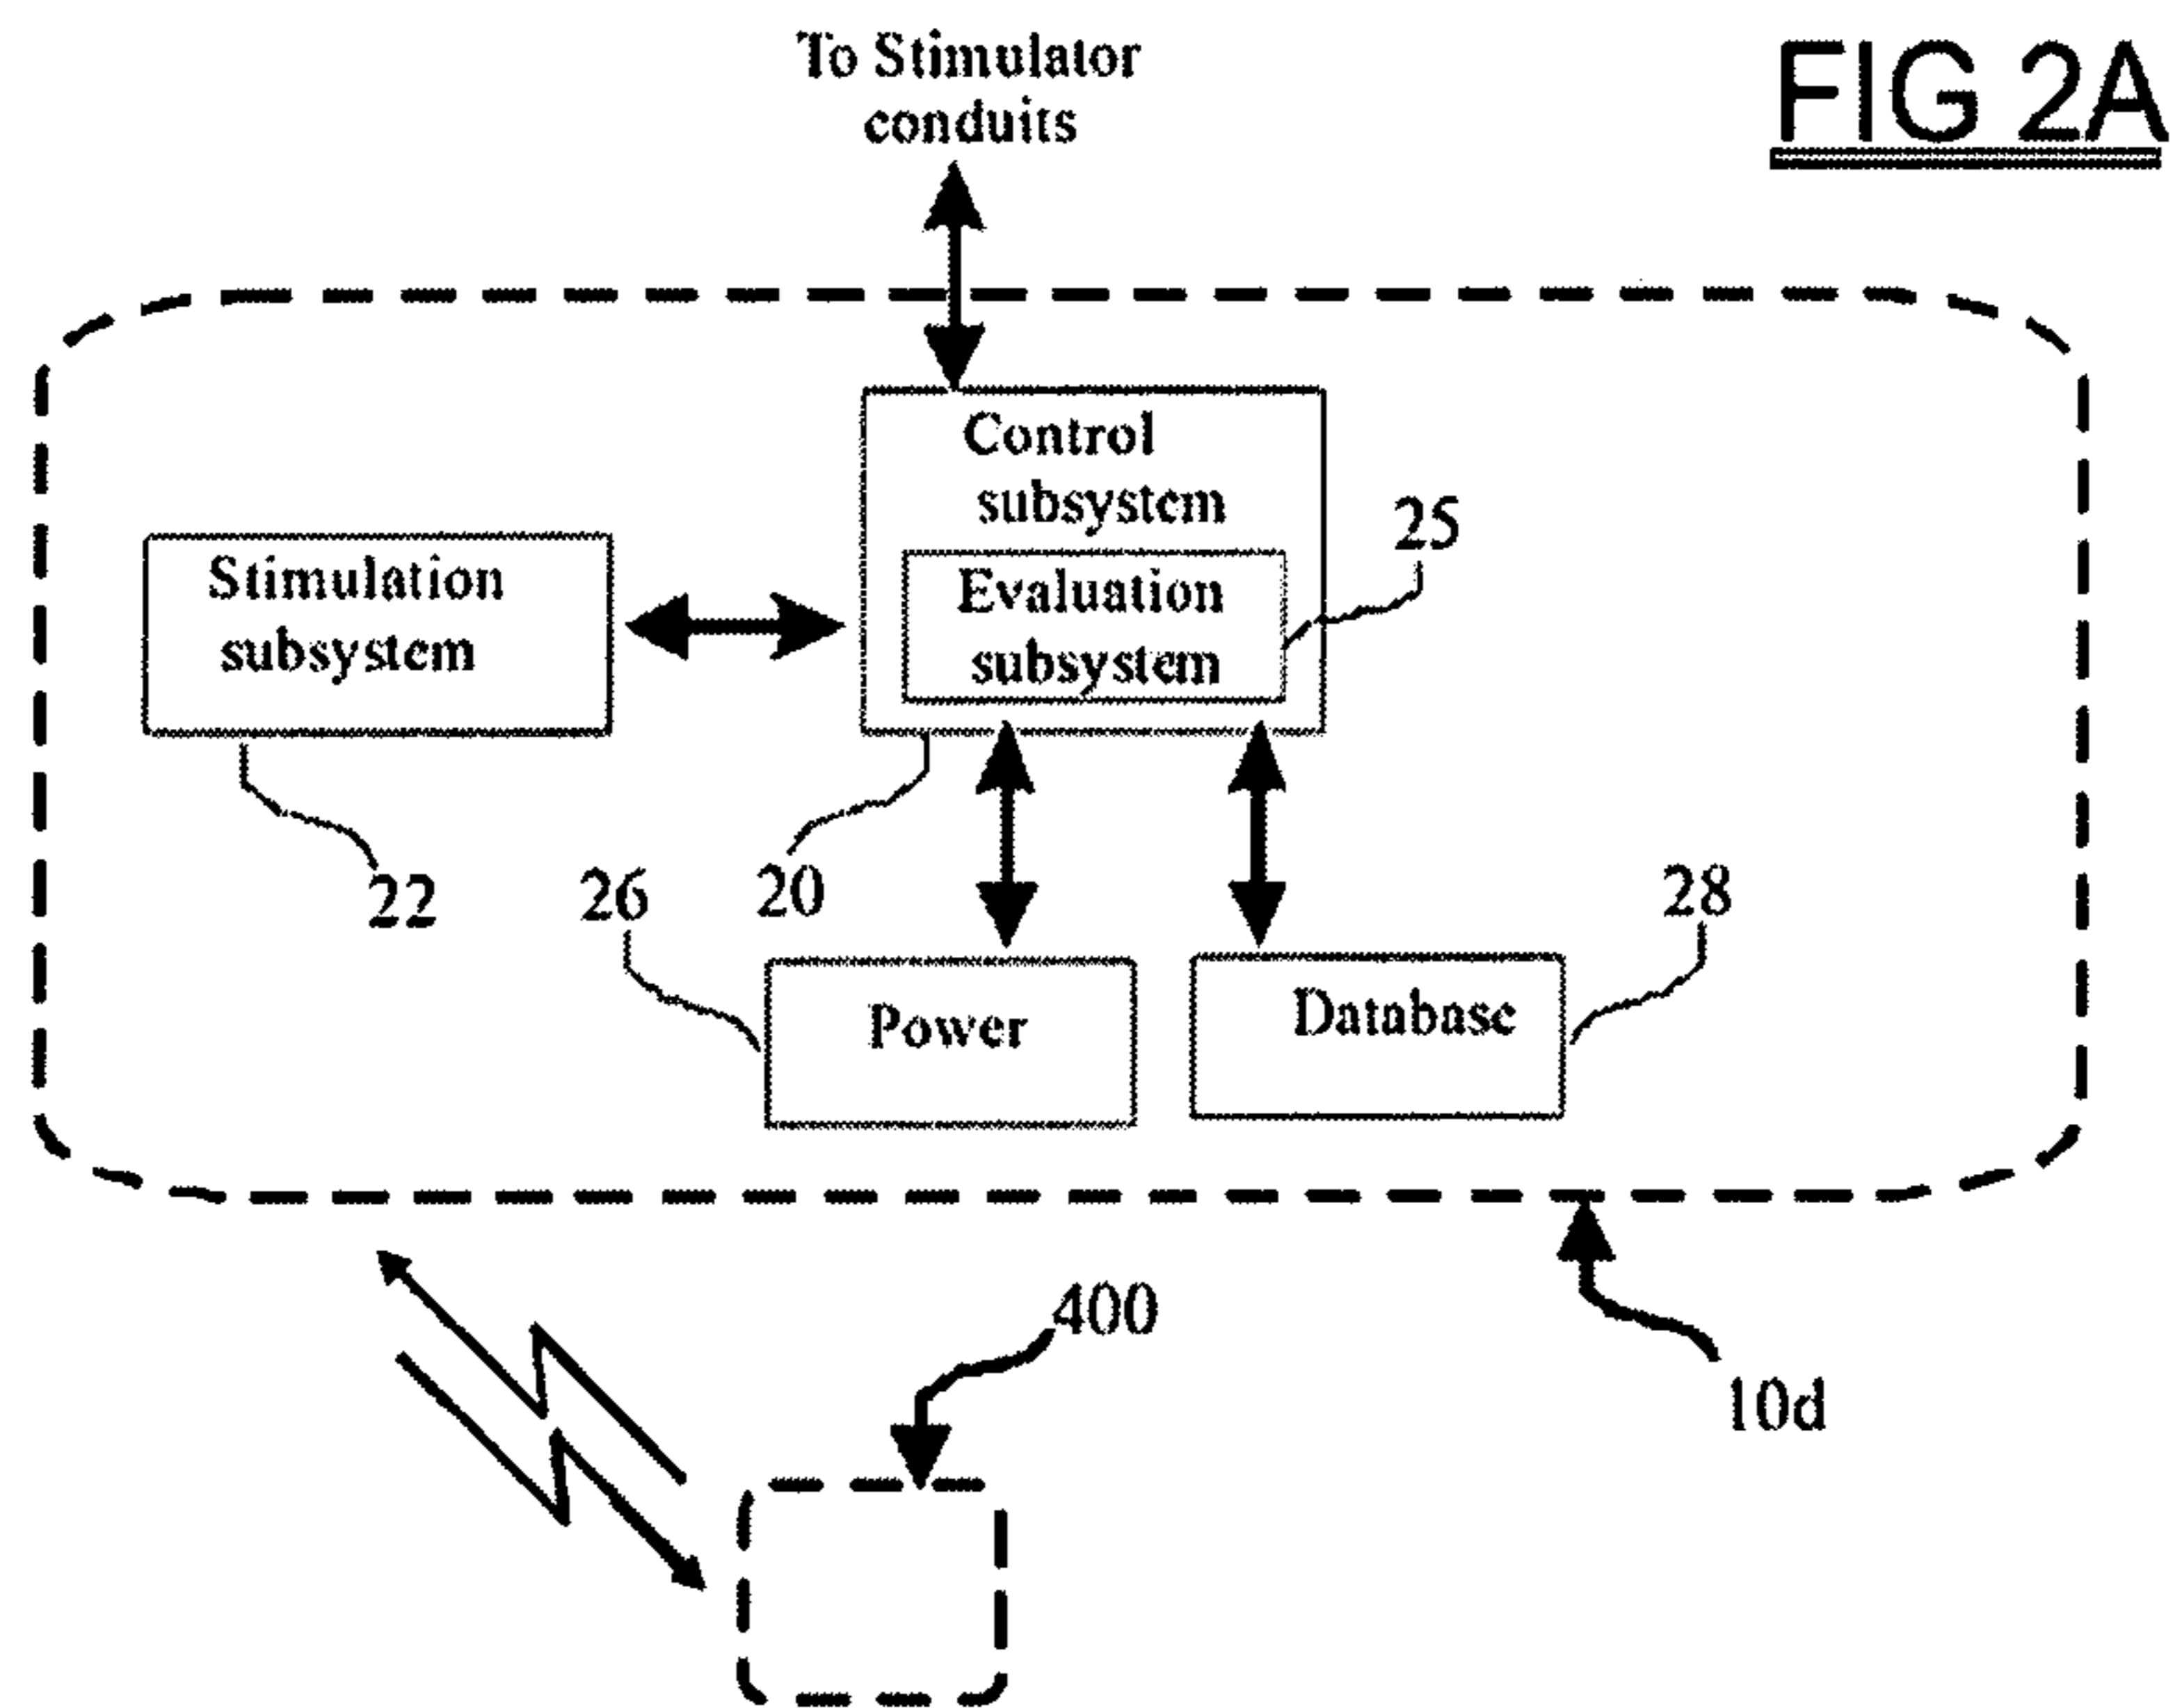 To Stimulator
conduits
FIG 2A
Control
subsystem
25
Stimulation
subsystem
Evaluation
subsystem
22
26
20
28
Power
Database
400
10d